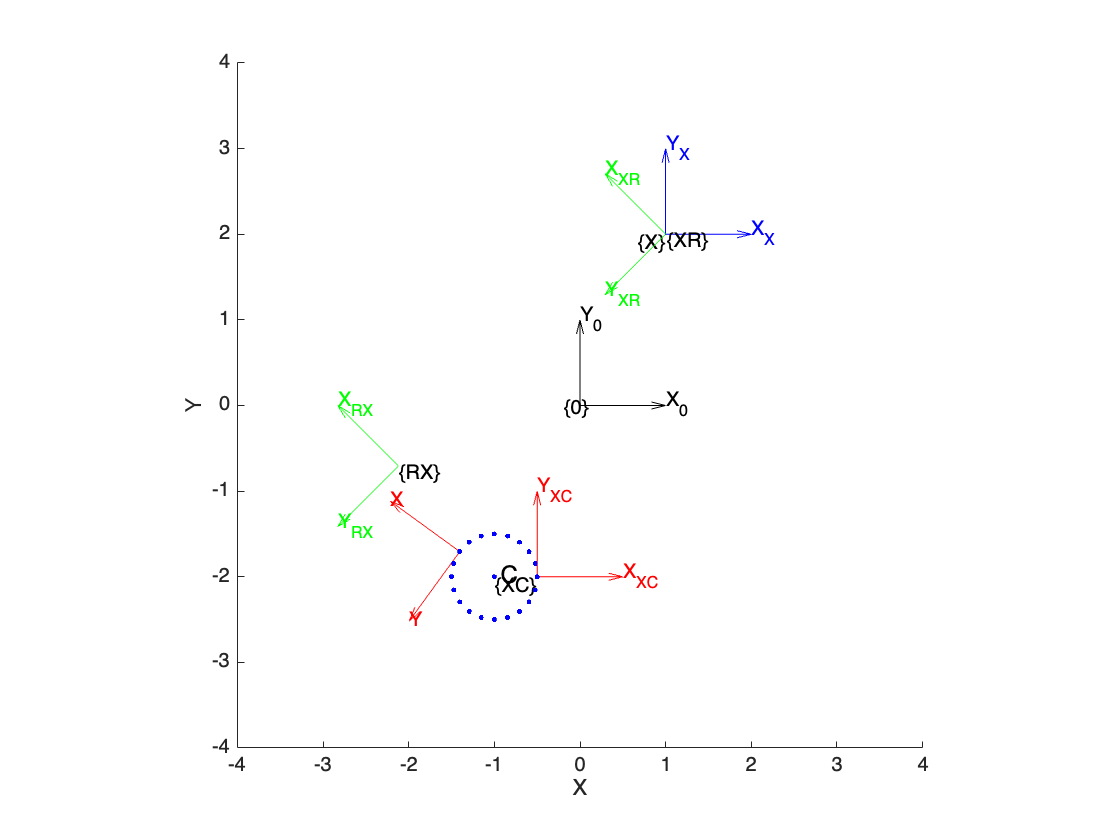 4
3
2
1
0
-1
-2
-3
-4
Y
Y_X
X_XR
X_X
{X}{XR}
Y_XR
Y_0
{0}
X_0
X_RX
{RX}
Y_RX
X
Y_XC
C
{XC}
X_XC
Y
-4 -3 -2 -1 0 1 2 3 4
X